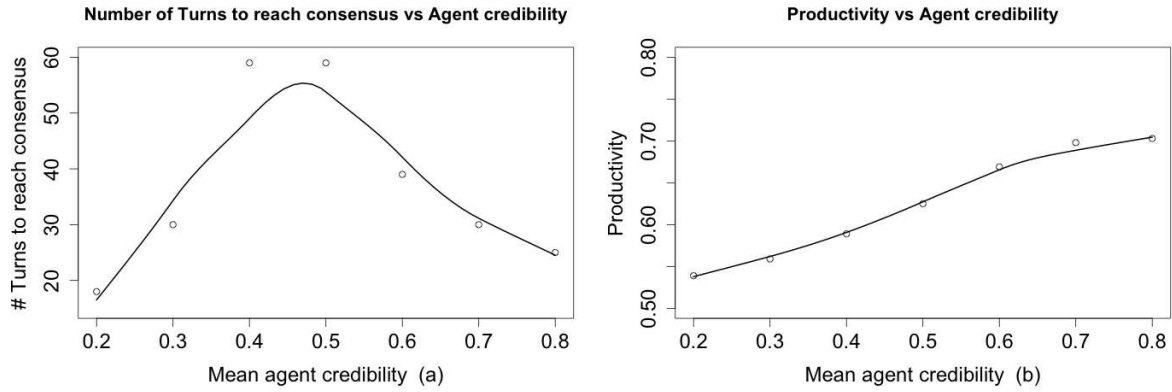 Number of Turns to reach consensus vs Agent credibility
# Turns to reach consensus
60
50
40
30
20
0.2 0.3 0.4 0.5 0.6 0.7 0.8
Mean agent credibility (a)
Productivity vs Agent credibility
Productivity
0.80
0.70
0.60
0.50
0.2 0.3 0.4 0.5 0.6 0.7 0.8
Mean agent credibility (b)